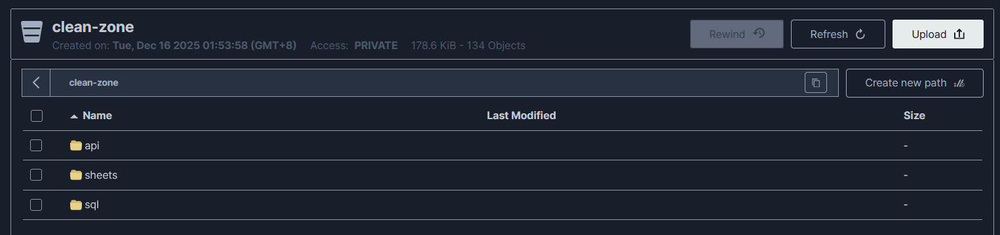 clean-zone
Created on: Tue, Dec 16 2025 01:53:58 (GMT+8) Access: PRIVATE 178.6 KiB - 134 Objects
Rewind Refresh Upload
clean-zone
Create new path
Name Last Modified Size
api -
sheets -
sql -